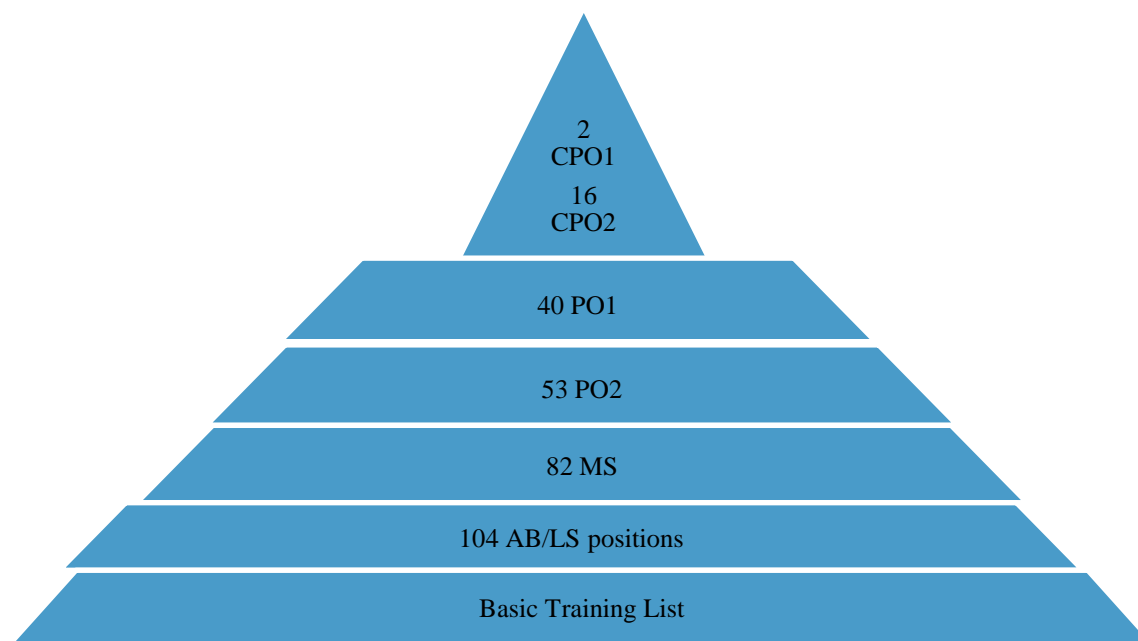 2
CPO1
16
CPO2
40 PO1
53 PO2
82 MS
104 AB/LS positions
Basic Training List